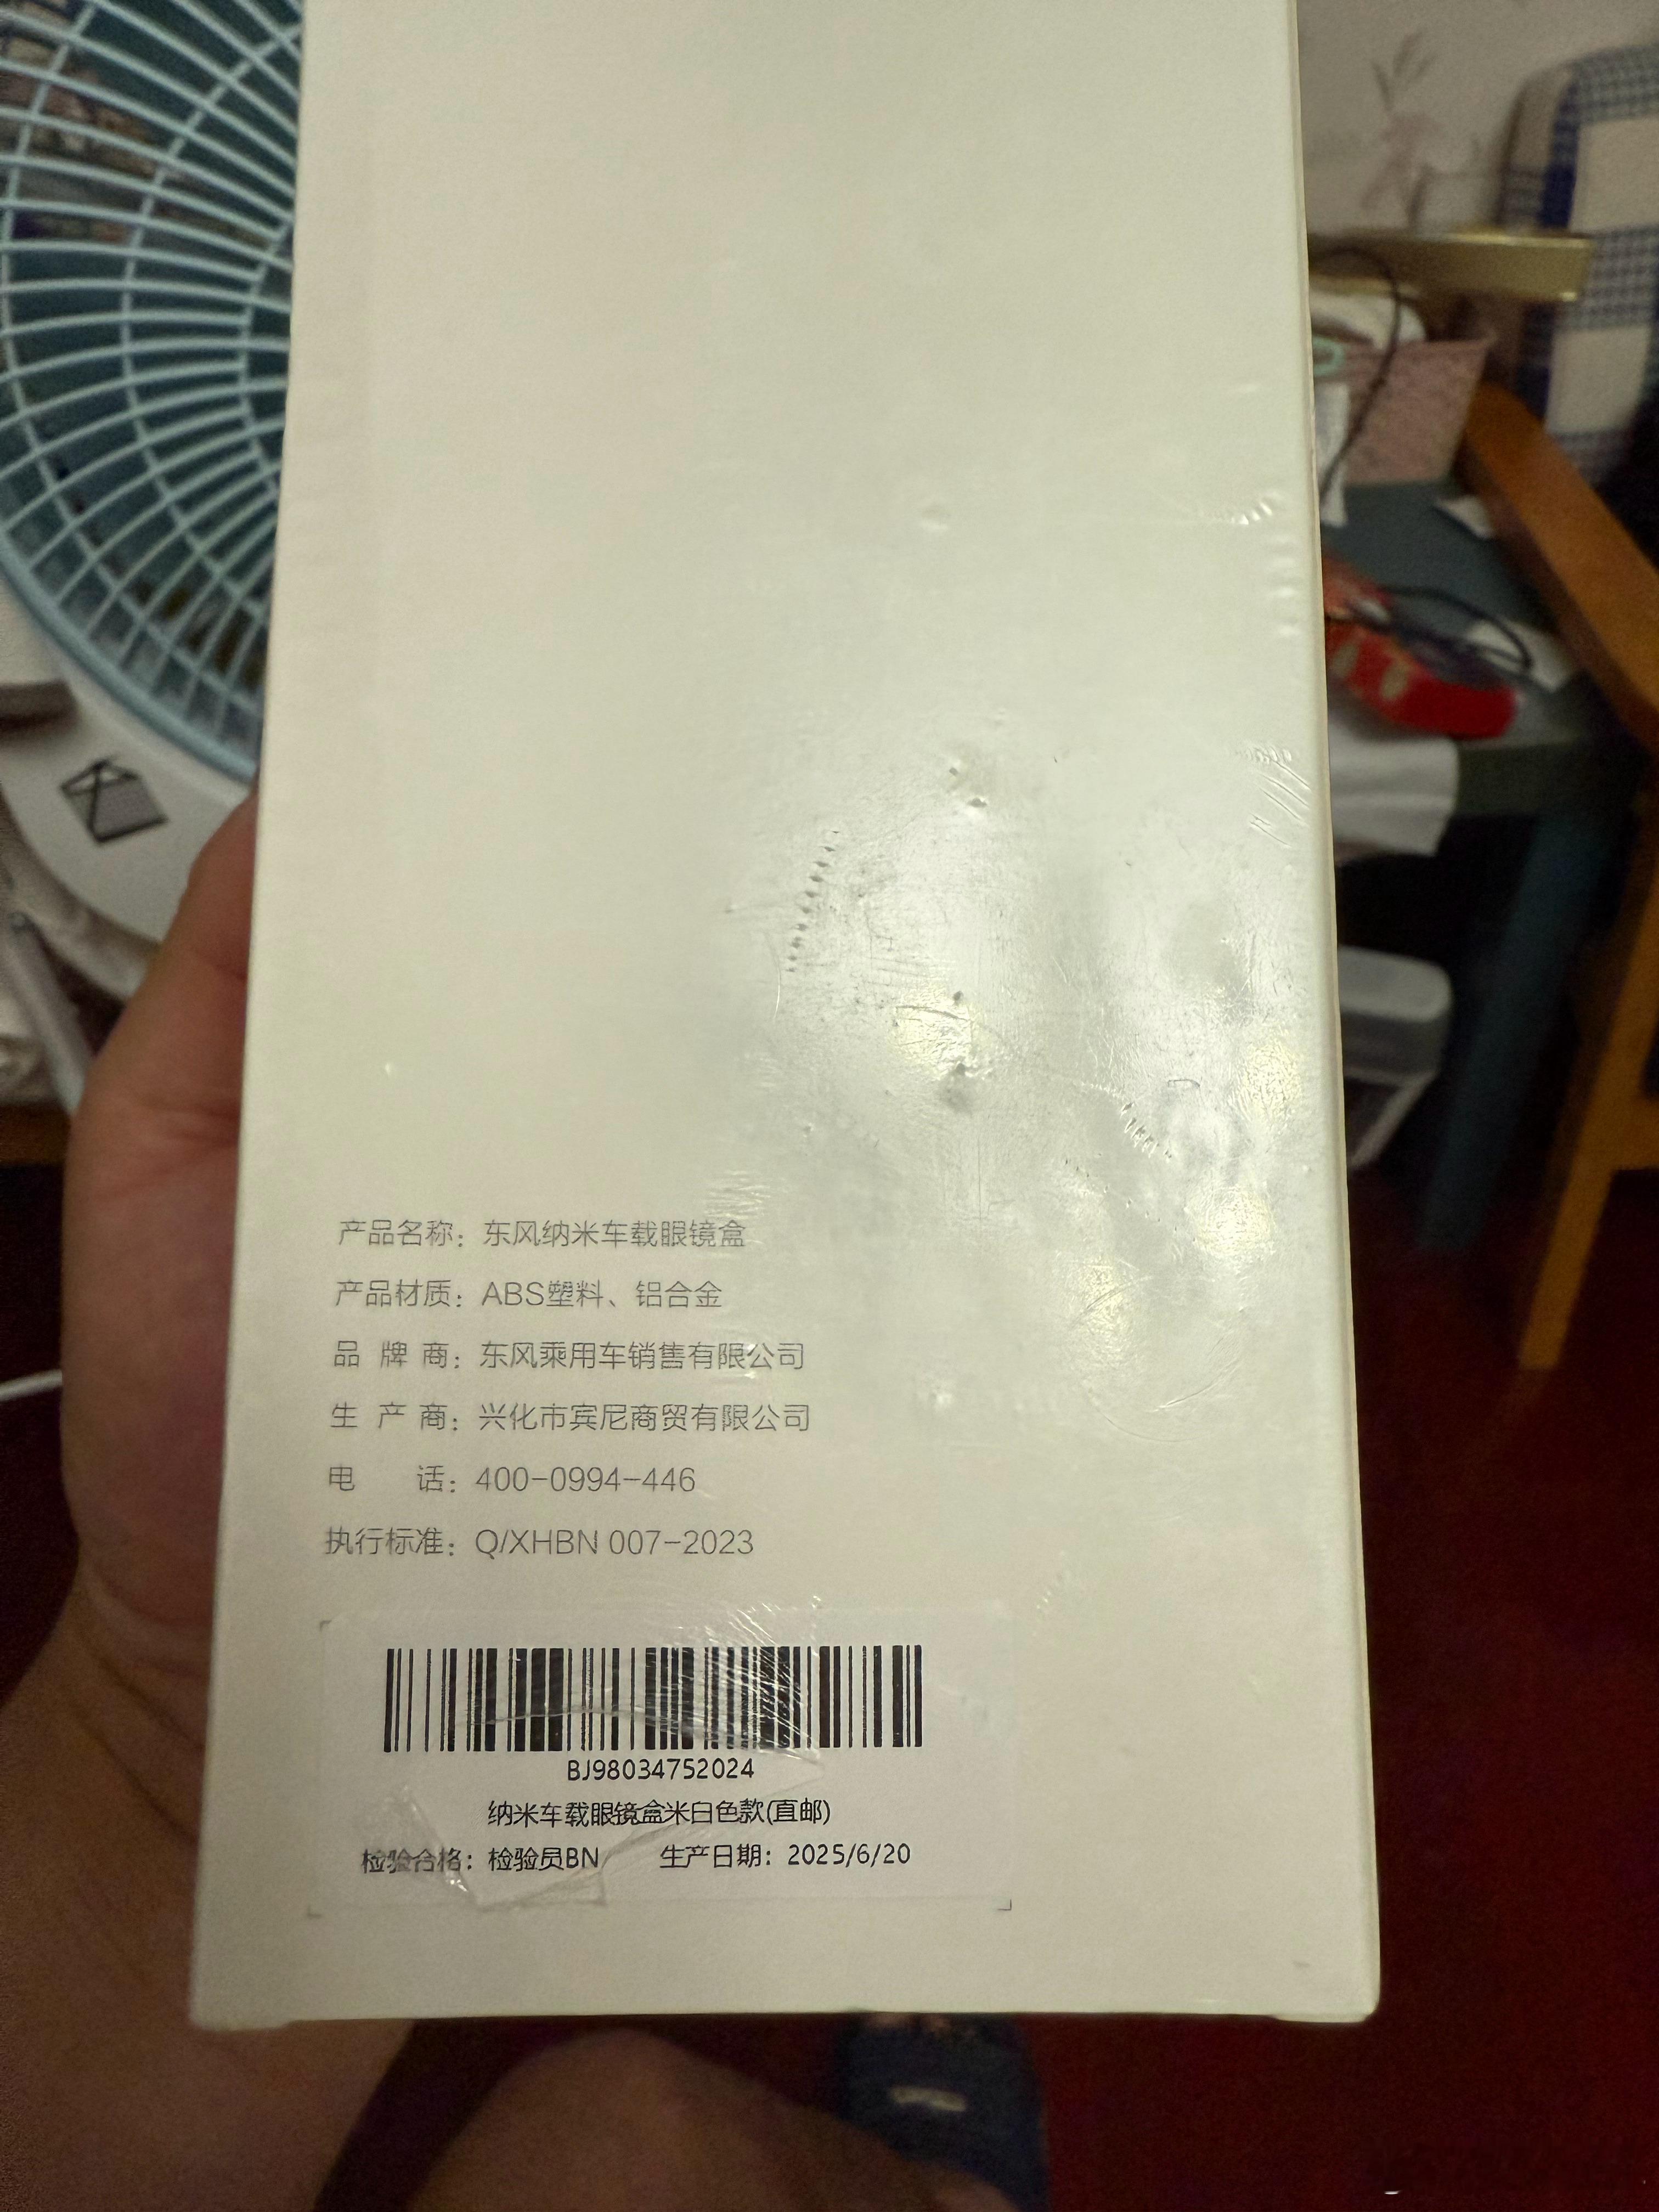 产品名称：东风纳米车载眼镜盒
产品材质：ABS塑料、铝合金
品 牌 商：东风乘用车销售有限公司
生 产 商：兴化市宾尼商贸有限公司
电 话：400-0994-446
执行标准：Q/XHBN 007-2023
BJ98034752024
纳米车载眼镜盒米白色款(直邮)
检验合格：检验员BN 生产日期：2025/6/20